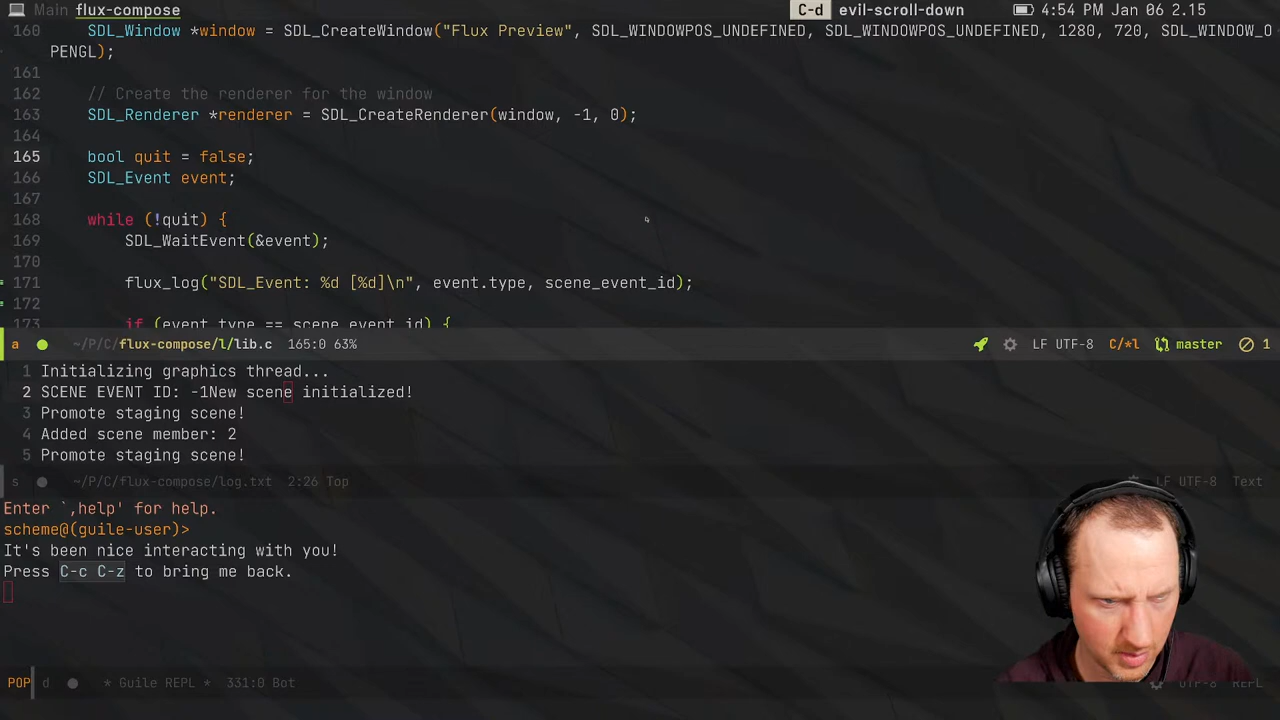 Main flux-compose C-d evil-scroll-down 4:54 PM Jan 06 2.15
160 SDL_Window *window = SDL_CreateWindow("Flux Preview", SDL_WINDOWPOS_UNDEFINED, SDL_WINDOWPOS_UNDEFINED, 1280, 720, SDL_WINDOW_O
PENGL);
161
162 // Create the renderer for the window
163 SDL_Renderer *renderer = SDL_CreateRenderer(window, -1, 0);
164
165 bool quit = false;
166 SDL_Event event;
167
168 while (!quit) {
169 SDL_WaitEvent(&event);
170
171 flux_log("SDL_Event: %d [%d]\n", event.type, scene_event_id);
172
173 if (event.type == scene_event_id) {
a ~/P/C/flux-compose/l/lib.c 165:0 63% LF UTF-8 C/*l master 1
1 Initializing graphics thread...
2 SCENE EVENT ID: -1New scene initialized!
3 Promote staging scene!
4 Added scene member: 2
5 Promote staging scene!
s ~/P/C/flux-compose/log.txt 2:26 Top LF UTF-8 Text
Enter `,help' for help.
scheme@(guile-user)>
It's been nice interacting with you!
Press C-c C-z to bring me back.
POP d * Guile REPL * 331:0 Bot UTF-8 REPL